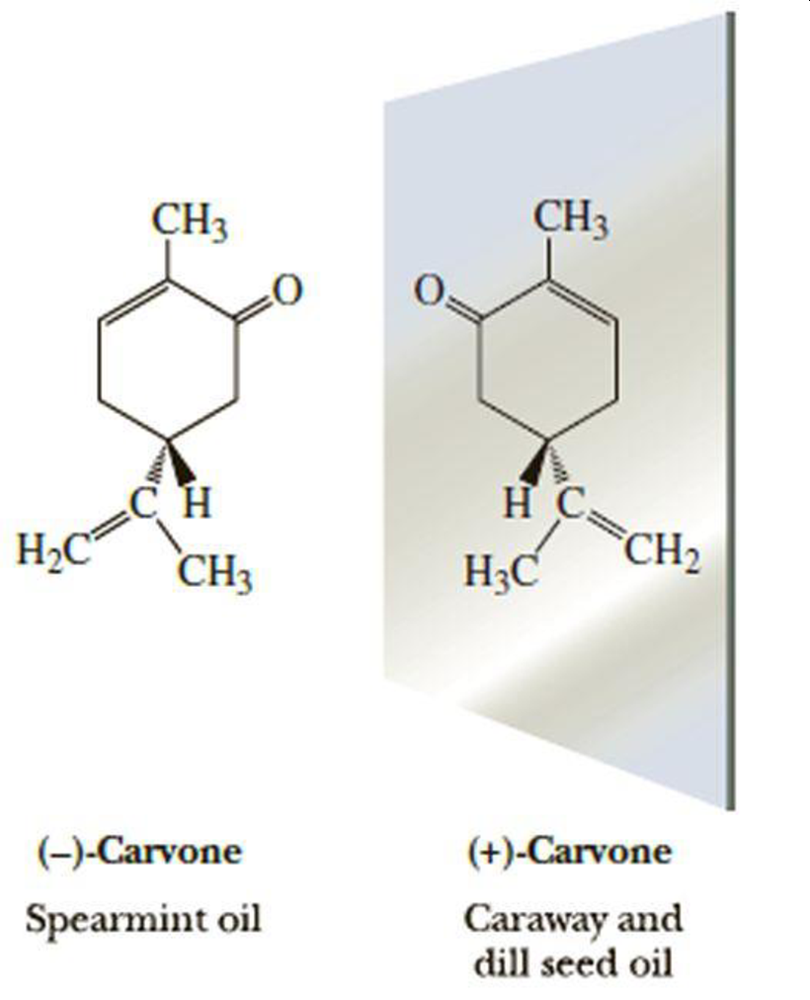 CH₃
O
C H
H₂C
CH₃
CH₃
O
H C
H₃C
CH₂
(–)-Carvone
Spearmint oil
(+)-Carvone
Caraway and
dill seed oil